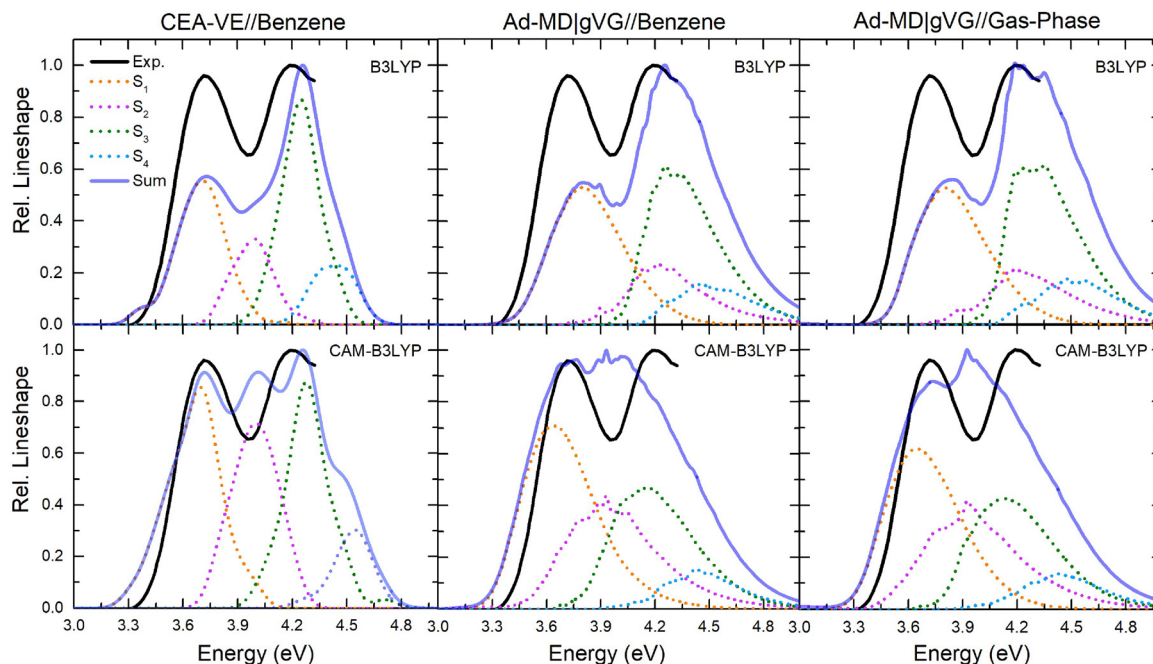 CEA-VE//Benzene
Ad-MD|gVG//Benzene
Ad-MD|gVG//Gas-Phase
Rel. Lineshape
1.0
0.8
0.6
0.4
0.2
0.0
Exp.
S1
S2
S3
S4
Sum
B3LYP
B3LYP
B3LYP
Rel. Lineshape
1.0
0.8
0.6
0.4
0.2
0.0
CAM-B3LYP
CAM-B3LYP
CAM-B3LYP
3.0 3.3 3.6 3.9 4.2 4.5 4.8 3.0 3.3 3.6 3.9 4.2 4.5 4.8 3.0 3.3 3.6 3.9 4.2 4.5 4.8
Energy (eV) Energy (eV) Energy (eV)